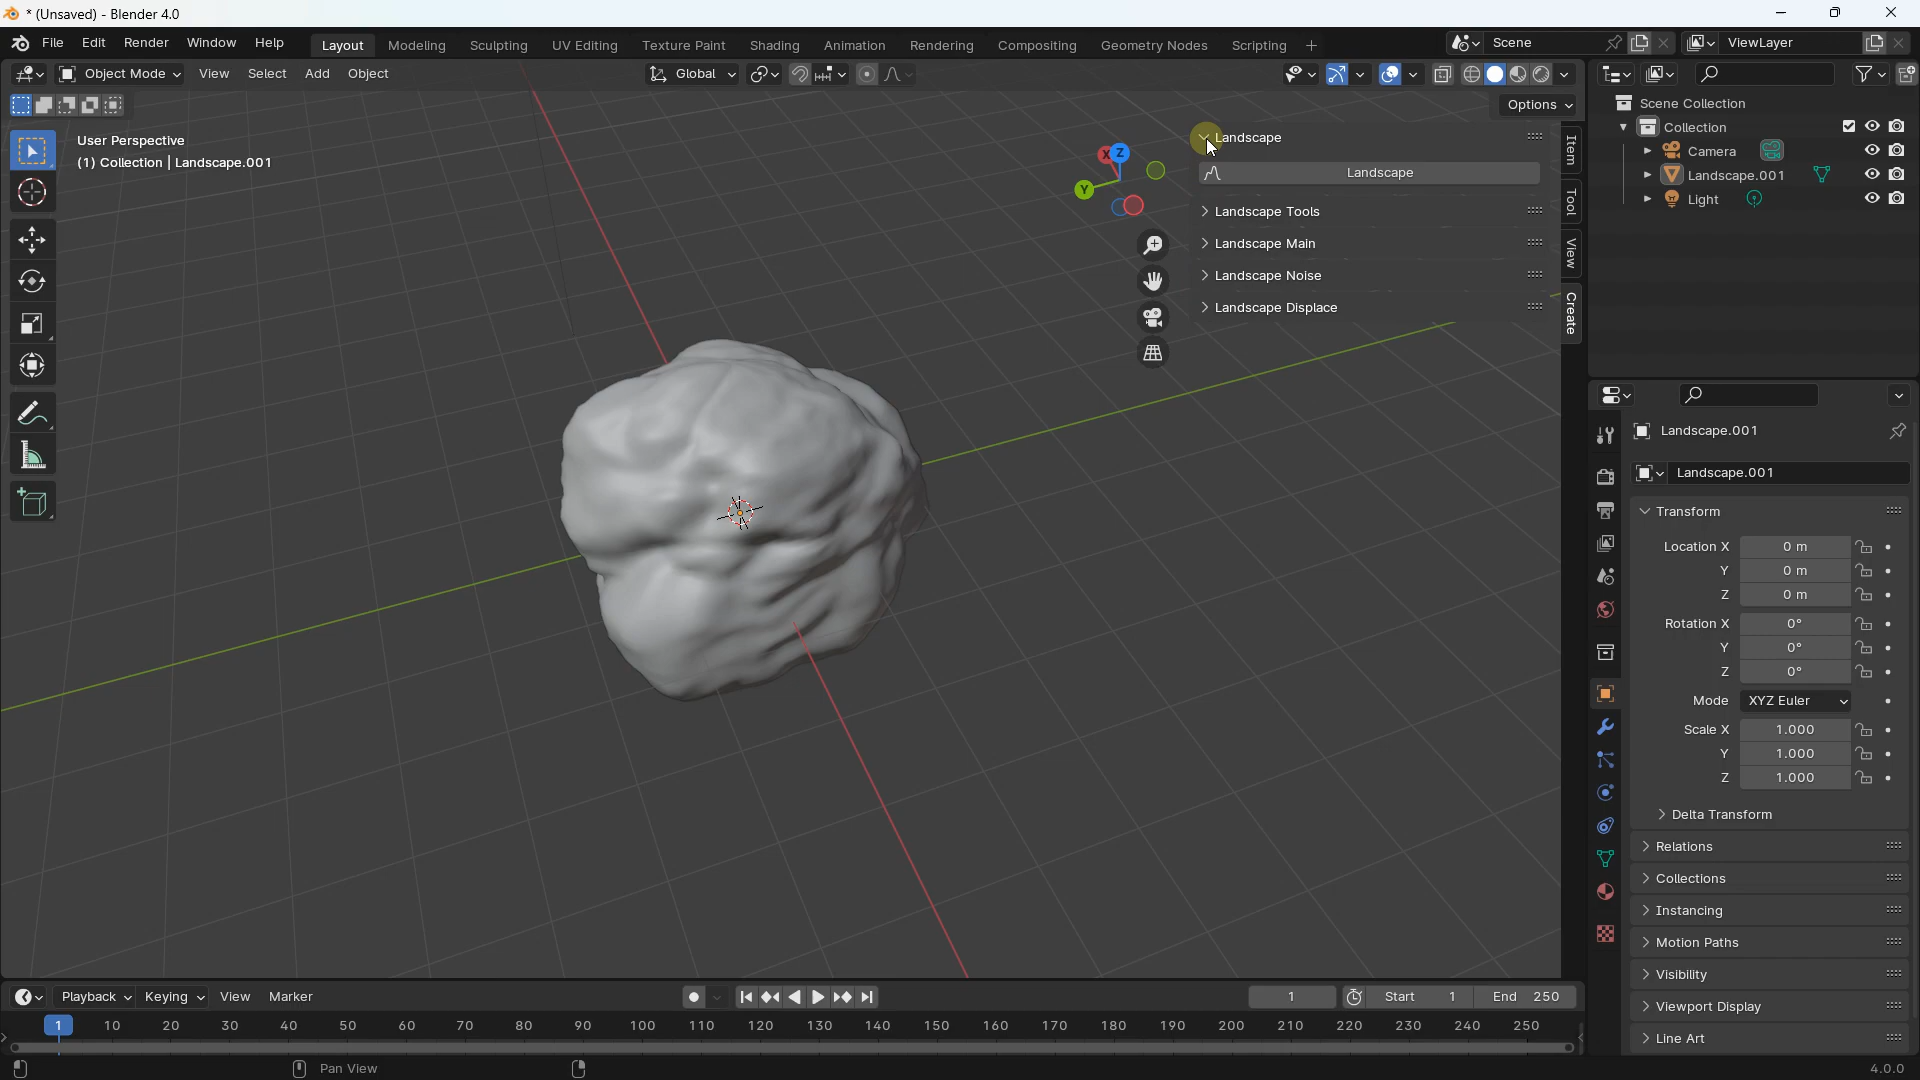 * (Unsaved) - Blender 4.0
File Edit Render Window Help Layout Modeling Sculpting UV Editing Texture Paint Shading Animation Rendering Compositing Geometry Nodes Scripting + Scene ViewLayer
Object Mode View Select Add Object Global
Options
User Perspective
(1) Collection | Landscape.001
X Z
Y
Landscape
Landscape
Landscape Tools
Landscape Main
Landscape Noise
Landscape Displace
Item
Tool
View
Create
Scene Collection
Collection
Camera
Landscape.001
Light
Landscape.001
Landscape.001
Transform
Location X 0 m
Y 0 m
Z 0 m
Rotation X 0°
Y 0°
Z 0°
Mode XYZ Euler
Scale X 1.000
Y 1.000
Z 1.000
Delta Transform
Relations
Collections
Instancing
Motion Paths
Visibility
Viewport Display
Line Art
Playback Keying View Marker 1 Start 1 End 250
1 10 20 30 40 50 60 70 80 90 100 110 120 130 140 150 160 170 180 190 200 210 220 230 240 250
Pan View 4.0.0